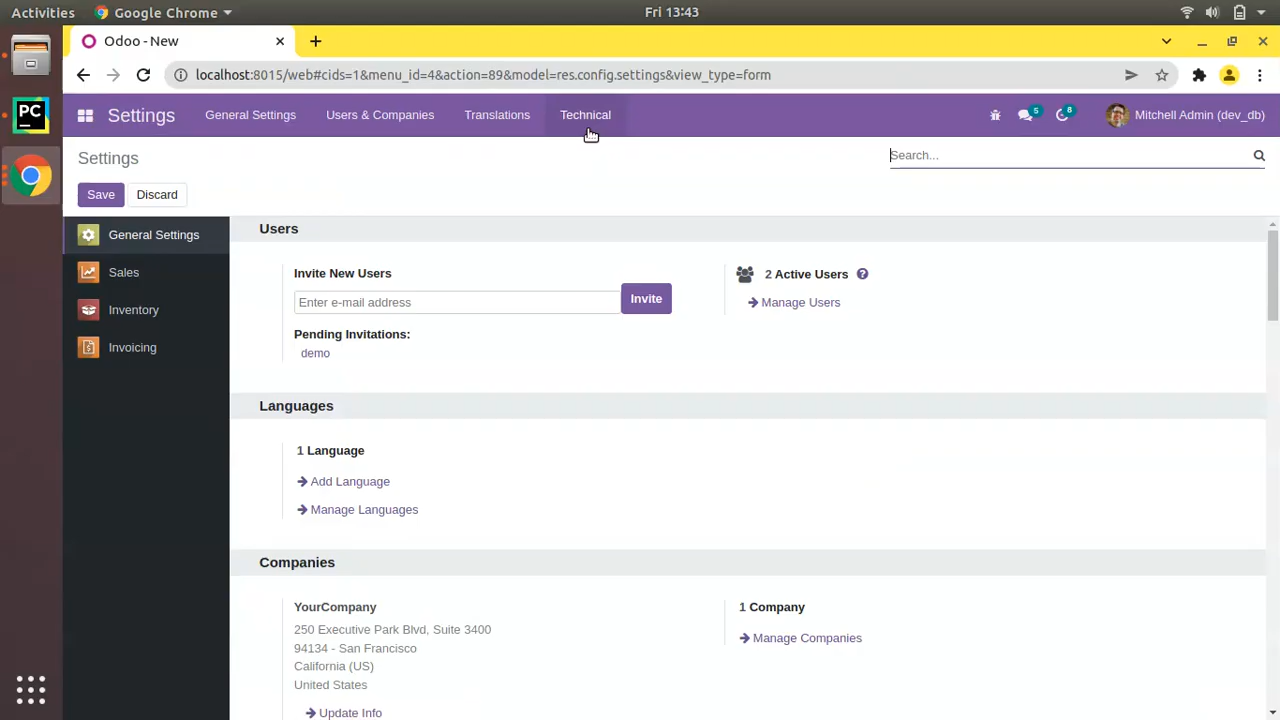 Activities Google Chrome Fri 13:43
Odoo - New
localhost:8015/web#cids=1&menu_id=4&action=89&model=res.config.settings&view_type=form
PC
Settings General Settings Users & Companies Translations Technical 5 8 Mitchell Admin (dev_db)
Settings Search...
Save Discard
General Settings
Sales
Inventory
Invoicing
Users
Invite New Users 2 Active Users ?
Enter e-mail address Invite Manage Users
Pending Invitations:
demo
Languages
1 Language
Add Language
Manage Languages
Companies
YourCompany 1 Company
250 Executive Park Blvd, Suite 3400
94134 - San Francisco Manage Companies
California (US)
United States
Update Info